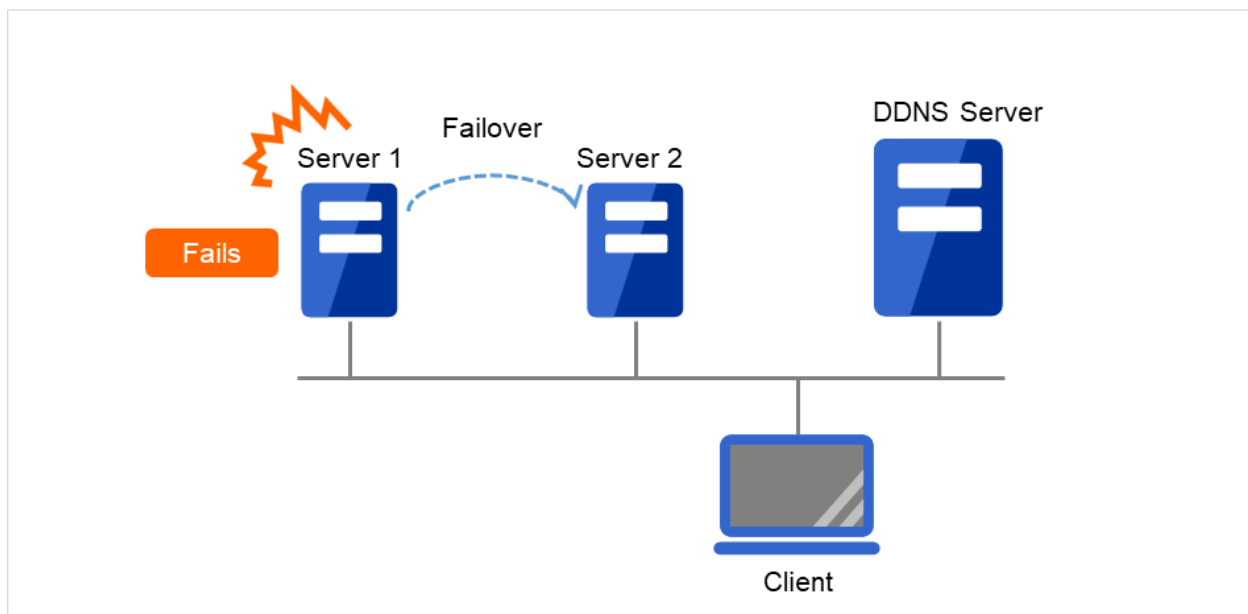 DDNS Server
Failover
Server 1
Server 2
Fails
Client